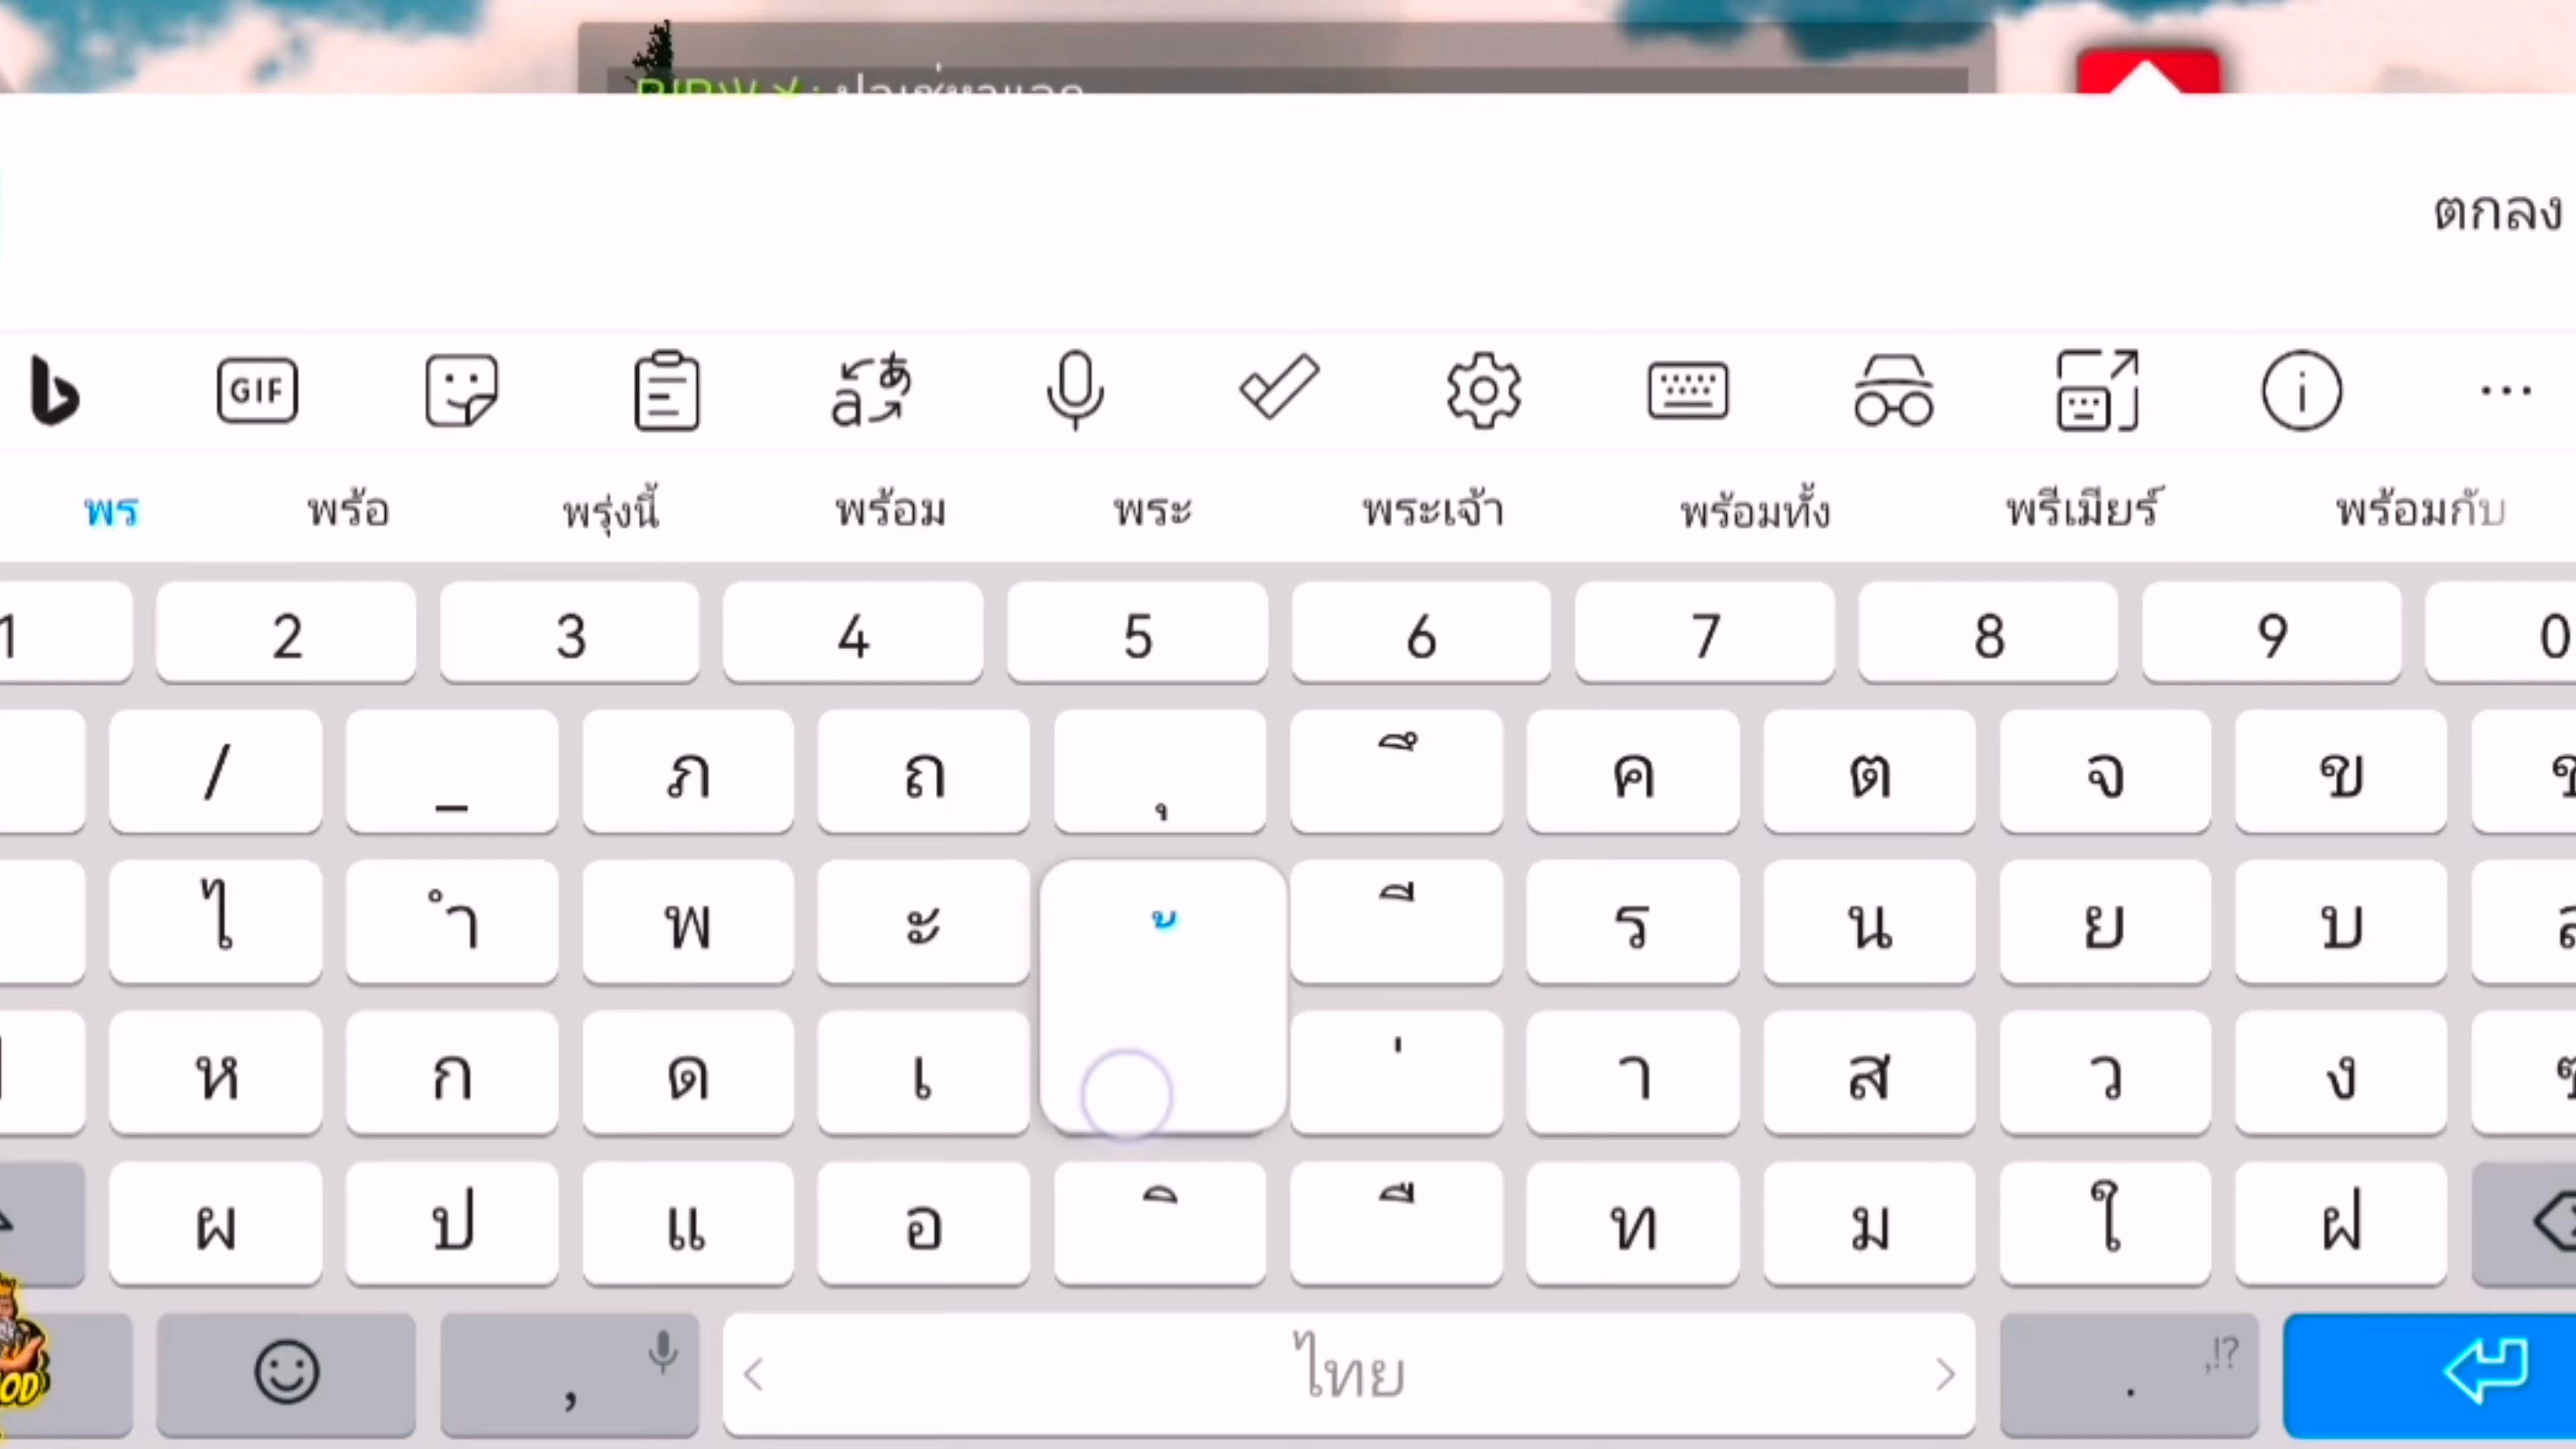 ตกลง
GIF
พร พร้อ พรุ่งนี้ พร้อม พระ พระเจ้า พร้อมทั้ง พรีเมียร์ พร้อมกับ
1 2 3 4 5 6 7 8 9 0
/ _ ภ ถ ุ ึ ค ต จ ข
ไ ำ พ ะ ้ ี ร น ย บ
ห ก ด เ ่ า ส ว ง
ผ ป แ อ ิ ื ท ม ใ ฝ
, ไทย . ,!?